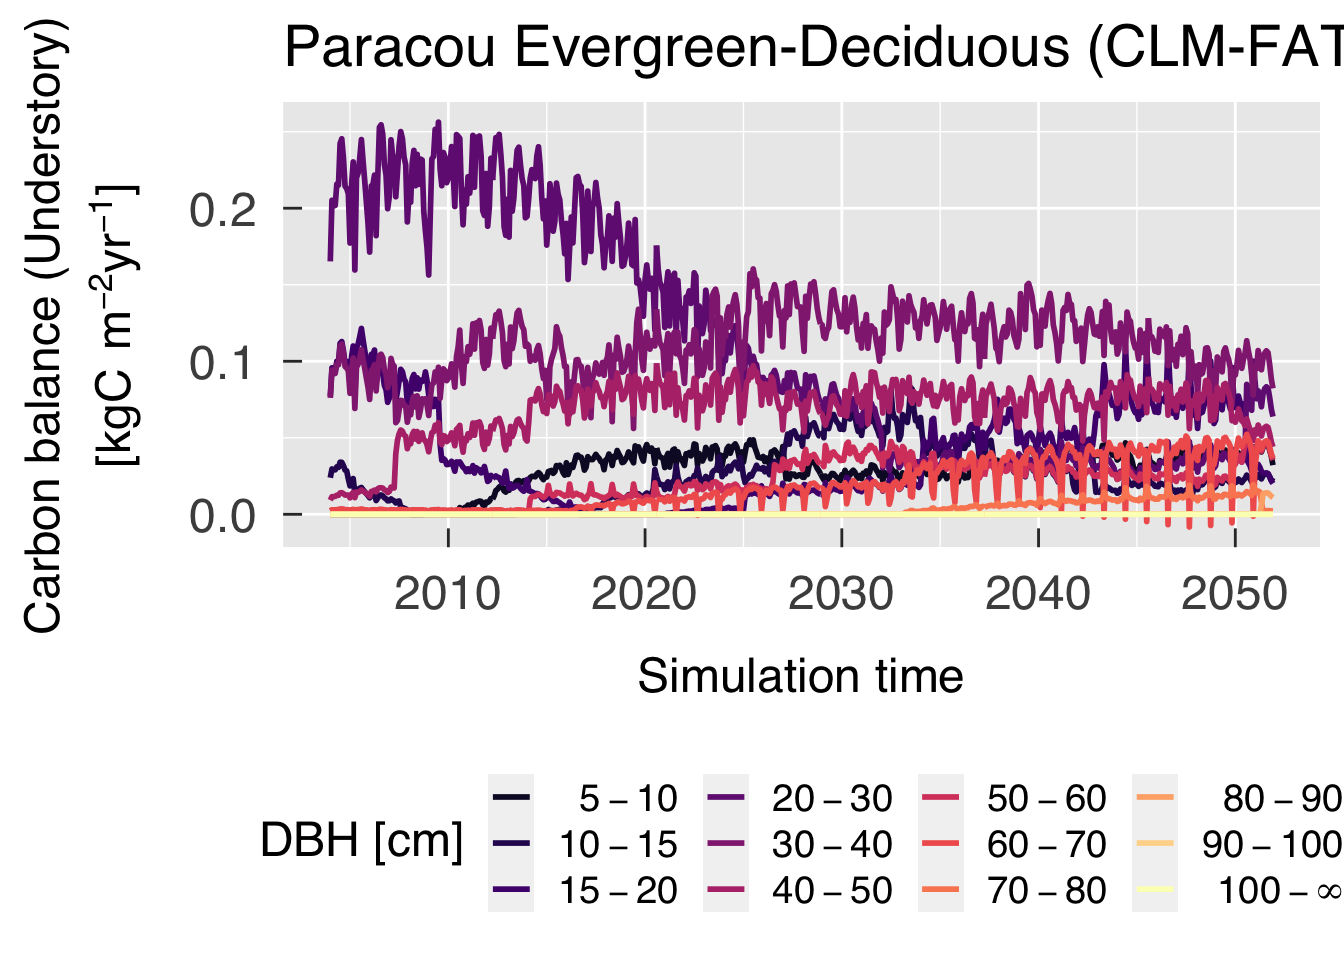 Paracou Evergreen-Deciduous (CLM-FAT
Carbon balance (Understory)
[kgC m⁻²yr⁻¹]
0.2
0.1
0.0
2010 2020 2030 2040 2050
Simulation time
DBH [cm]
5 – 10 20 – 30 50 – 60 80 – 90
10 – 15 30 – 40 60 – 70 90 – 100
15 – 20 40 – 50 70 – 80 100 – ∞